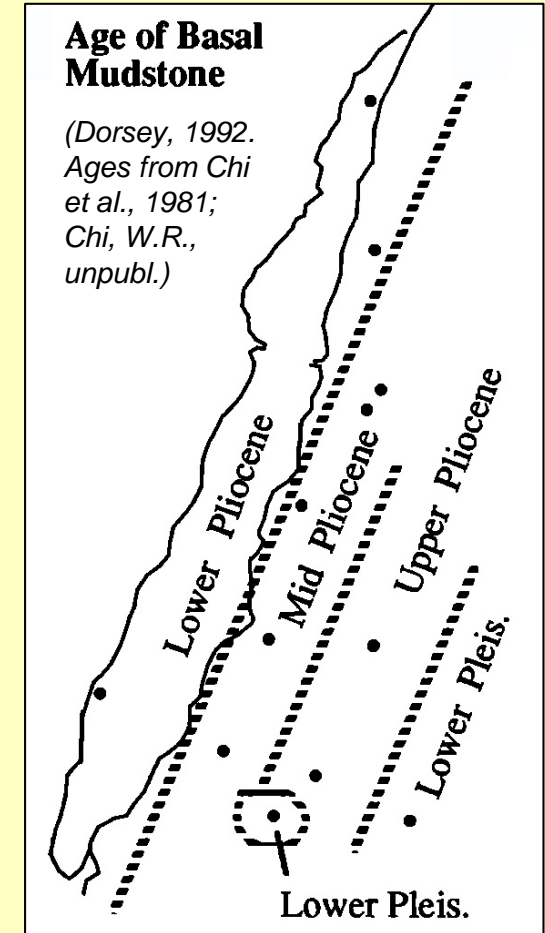 Age of Basal
Mudstone
(Dorsey, 1992.
Ages from Chi
et al., 1981;
Chi, W.R.,
unpubl.)
Lower Pliocene
Mid Pliocene
Upper Pliocene
Lower Pleis.
Lower Pleis.